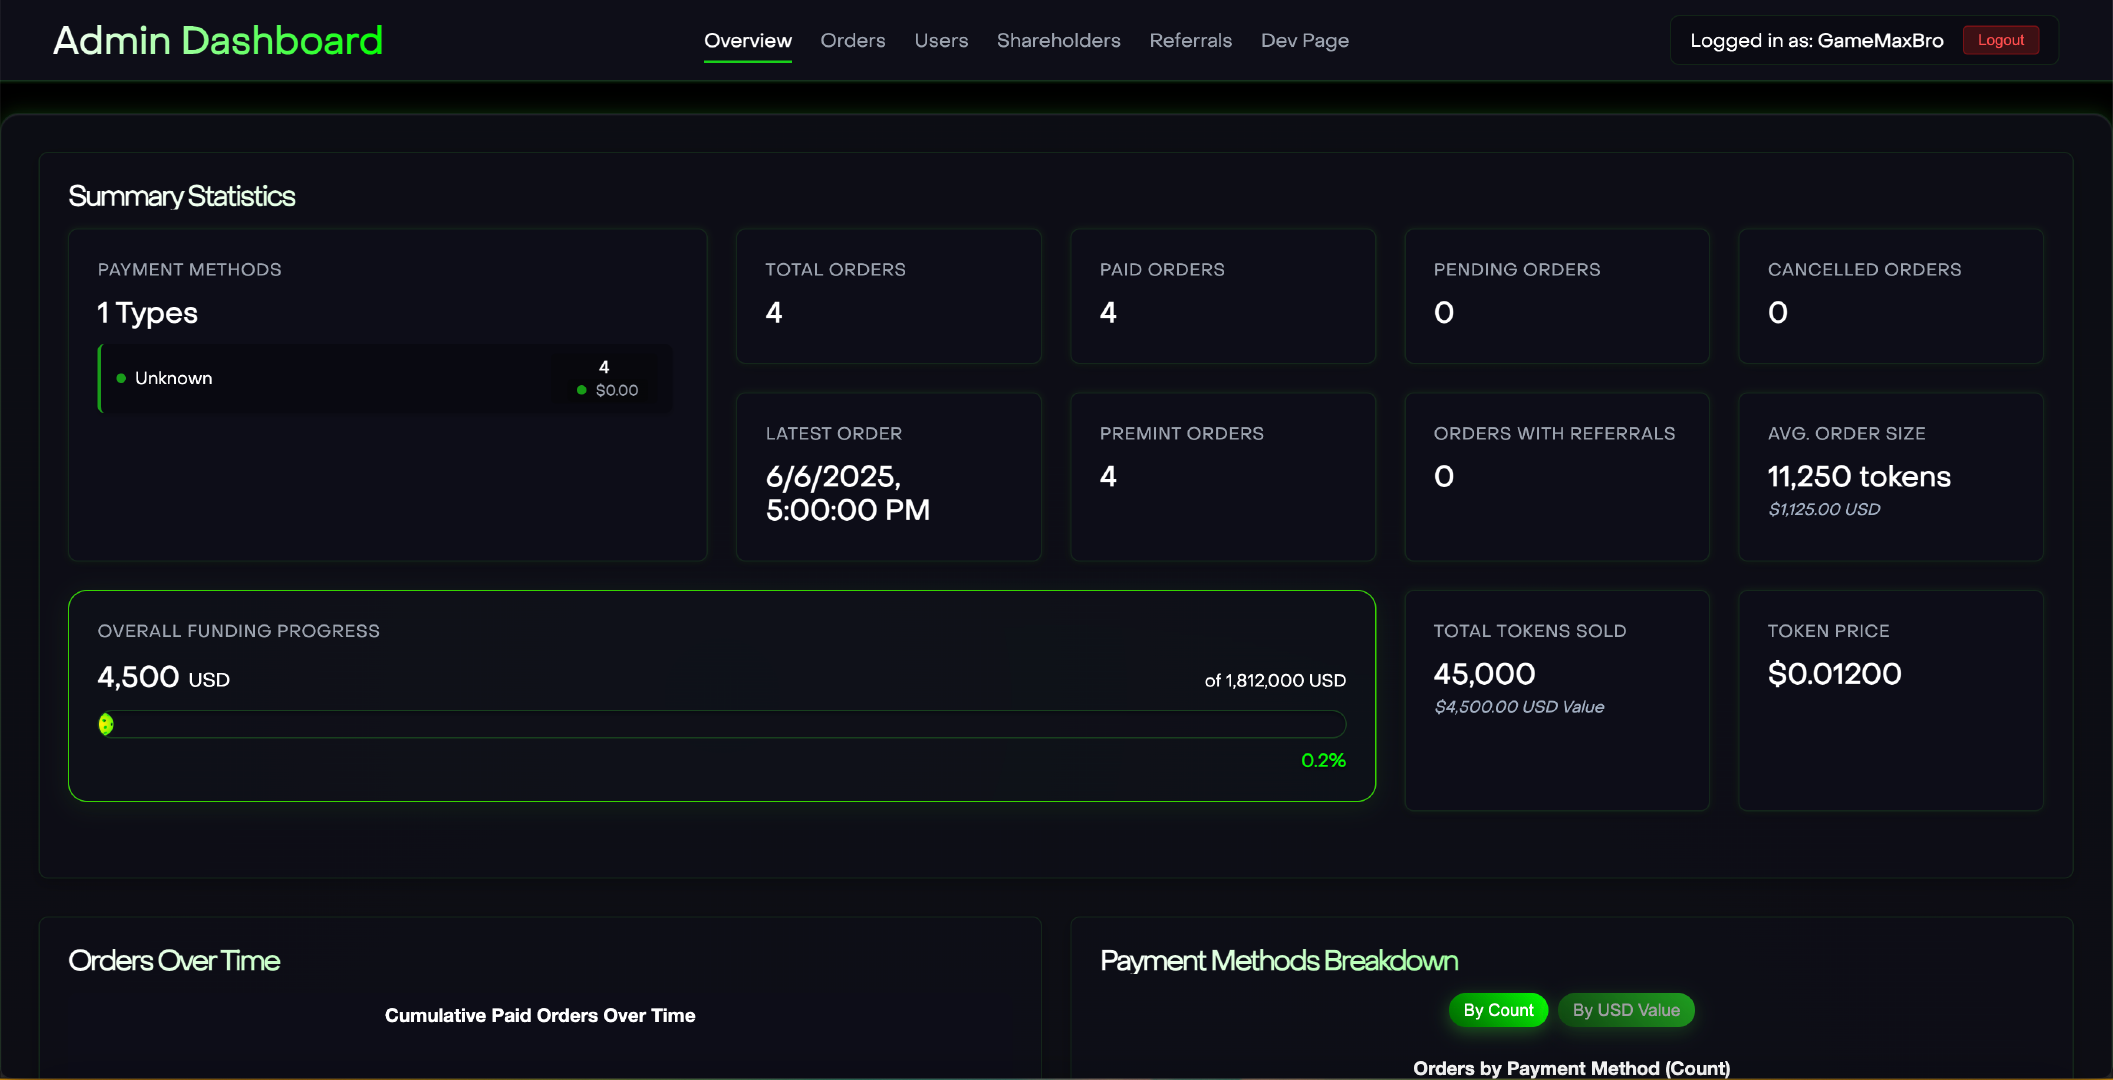 Admin Dashboard
Overview
Orders
Users
Shareholders
Referrals
Dev Page
Logged in as: GameMaxBro
Logout
Summary Statistics
PAYMENT METHODS
1 Types
Unknown
4
$0.00
TOTAL ORDERS
4
PAID ORDERS
4
PENDING ORDERS
0
CANCELLED ORDERS
0
LATEST ORDER
6/6/2025,
5:00:00 PM
PREMINT ORDERS
4
ORDERS WITH REFERRALS
0
AVG. ORDER SIZE
11,250 tokens
$1,125.00 USD
OVERALL FUNDING PROGRESS
4,500 USD
of 1,812,000 USD
0.2%
TOTAL TOKENS SOLD
45,000
$4,500.00 USD Value
TOKEN PRICE
$0.01200
Orders Over Time
Cumulative Paid Orders Over Time
Payment Methods Breakdown
By Count
By USD Value
Orders by Payment Method (Count)